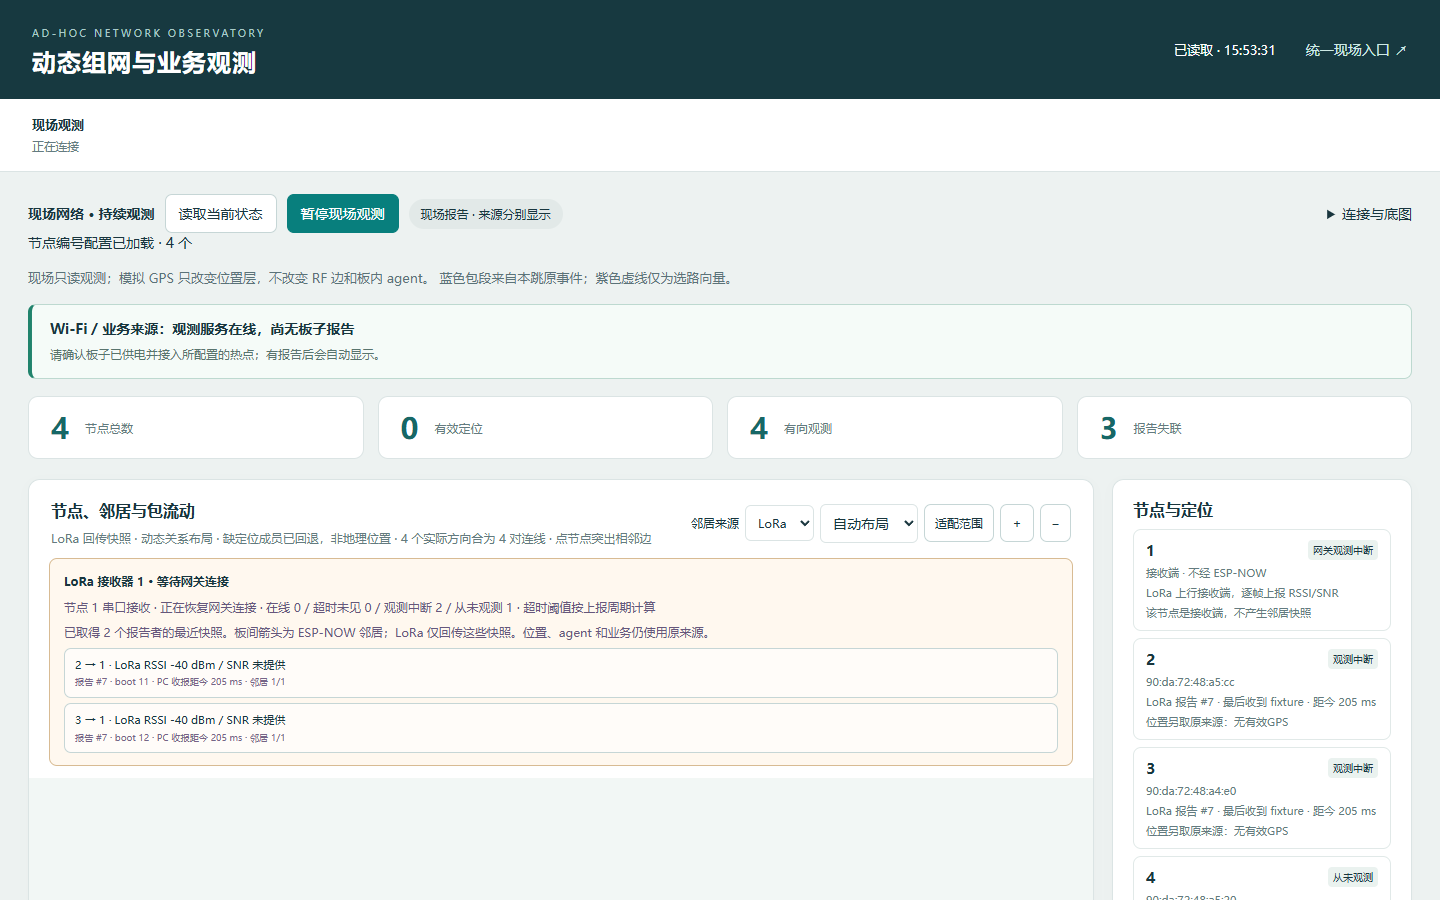 AD-HOC NETWORK OBSERVATORY
动态组网与业务观测
已读取 · 15:53:31
统一现场入口 ↗
现场观测
正在连接
现场网络 • 持续观测
读取当前状态
暂停现场观测
现场报告 · 来源分别显示
▶ 连接与底图
节点编号配置已加载 · 4 个
现场只读观测；模拟 GPS 只改变位置层，不改变 RF 边和板内 agent。 蓝色包段来自本跳原事件；紫色虚线仅为选路向量。
Wi-Fi / 业务来源：观测服务在线，尚无板子报告
请确认板子已供电并接入所配置的热点；有报告后会自动显示。
4 节点总数
0 有效定位
4 有向观测
3 报告失联
节点、邻居与包流动
LoRa 回传快照 · 动态关系布局 · 缺定位成员已回退，非地理位置 · 4 个实际方向合为 4 对连线 · 点节点突出相邻边
邻居来源
LoRa
自动布局
适配范围
+
−
LoRa 接收器 1 • 等待网关连接
节点 1 串口接收 · 正在恢复网关连接 · 在线 0 / 超时未见 0 / 观测中断 2 / 从未观测 1 · 超时阈值按上报周期计算
已取得 2 个报告者的最近快照。板间箭头为 ESP-NOW 邻居；LoRa 仅回传这些快照。位置、agent 和业务仍使用原来源。
2 → 1 · LoRa RSSI -40 dBm / SNR 未提供
报告 #7 · boot 11 · PC 收报距今 205 ms · 邻居 1/1
3 → 1 · LoRa RSSI -40 dBm / SNR 未提供
报告 #7 · boot 12 · PC 收报距今 205 ms · 邻居 1/1
节点与定位
1
网关观测中断
接收端 · 不经 ESP-NOW
LoRa 上行接收端，逐帧上报 RSSI/SNR
该节点是接收端，不产生邻居快照
2
观测中断
90:da:72:48:a5:cc
LoRa 报告 #7 · 最后收到 fixture · 距今 205 ms
位置另取原来源：无有效GPS
3
观测中断
90:da:72:48:a4:e0
LoRa 报告 #7 · 最后收到 fixture · 距今 205 ms
位置另取原来源：无有效GPS
4
从未观测